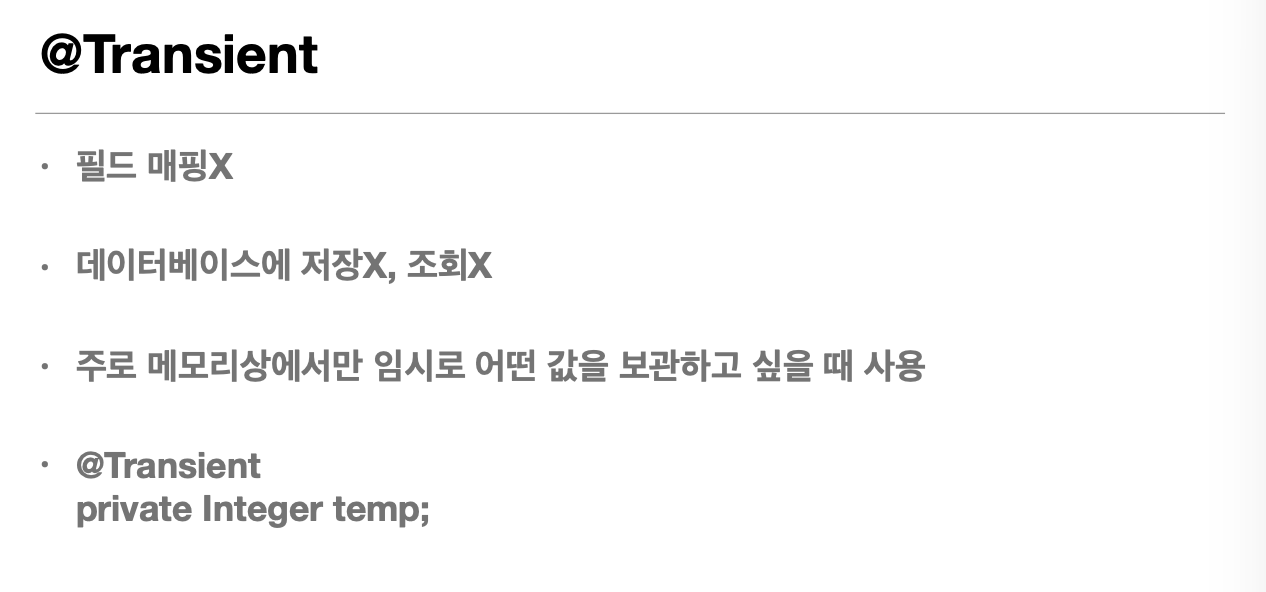 @Transient
• 필드 매핑X
• 데이터베이스에 저장X, 조회X
• 주로 메모리상에서만 임시로 어떤 값을 보관하고 싶을 때 사용
• @Transient
private Integer temp;